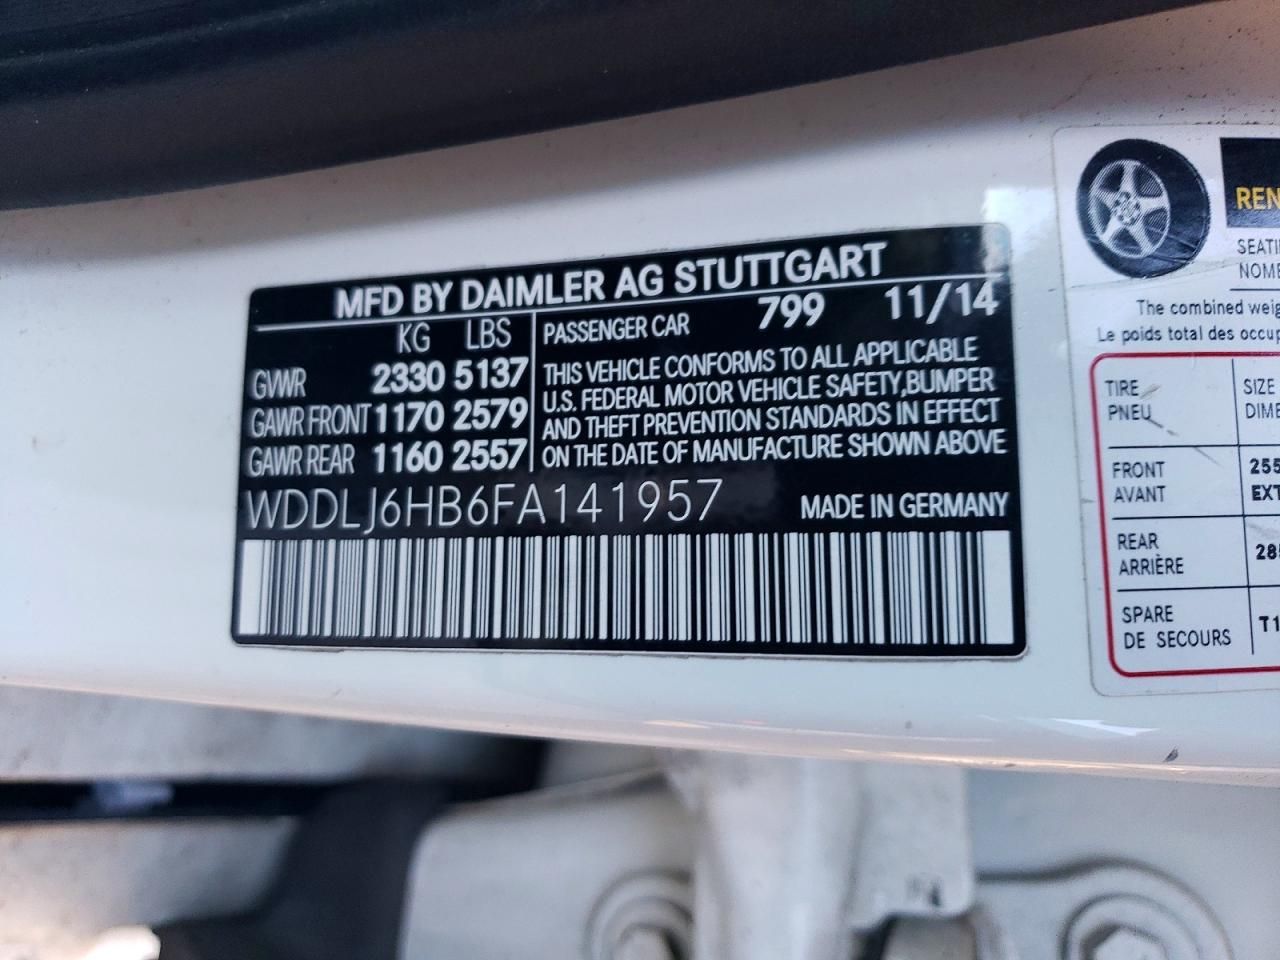 MFD BY DAIMLER AG STUTTGART
KG LBS
GVWR 2330 5137
GAWR FRONT 1170 2579
GAWR REAR 1160 2557
PASSENGER CAR 799 11/14
THIS VEHICLE CONFORMS TO ALL APPLICABLE
U.S. FEDERAL MOTOR VEHICLE SAFETY, BUMPER
AND THEFT PREVENTION STANDARDS IN EFFECT
ON THE DATE OF MANUFACTURE SHOWN ABOVE
WDDLJ6HB6FA141957 MADE IN GERMANY
The combined
Le poids total des
TIRE SIZE
PNEU
FRONT 255
AVANT
REAR
ARRIÈRE
SPARE
DE SECOURS